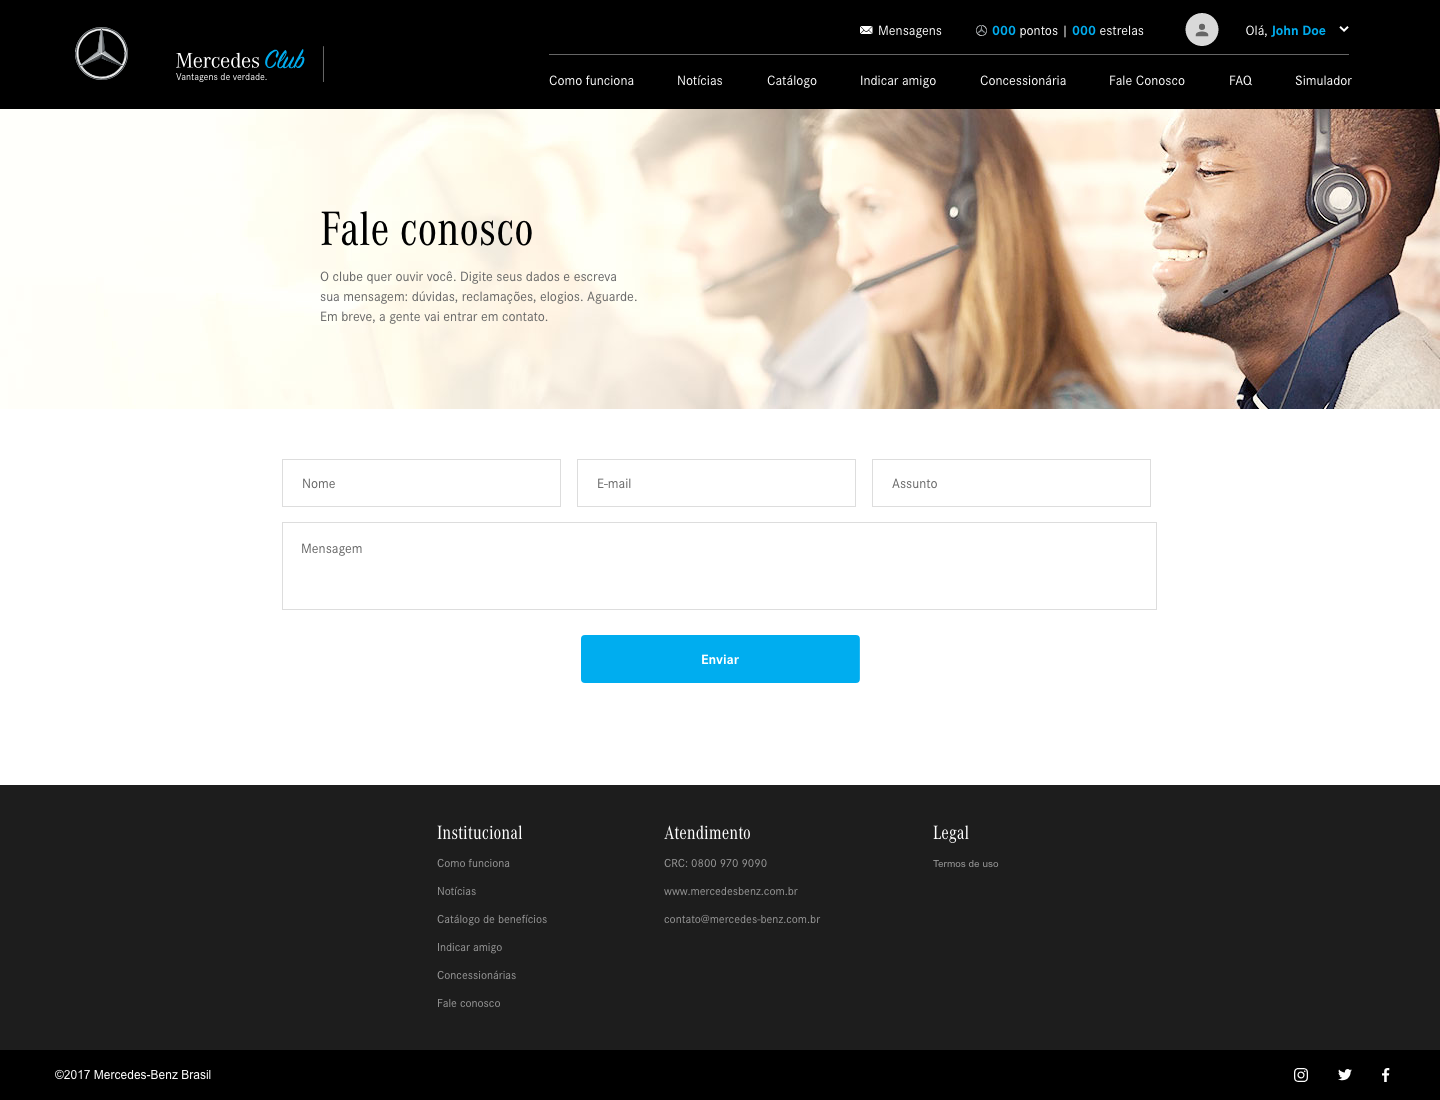 Mensagens
000 pontos | 000 estrelas
Olá, John Doe
Mercedes Club
Vantagens de verdade.
Como funciona
Notícias
Catálogo
Indicar amigo
Concessionária
Fale Conosco
FAQ
Simulador
Fale conosco
O clube quer ouvir você. Digite seus dados e escreva
sua mensagem: dúvidas, reclamações, elogios. Aguarde.
Em breve, a gente vai entrar em contato.
Nome
E-mail
Assunto
Mensagem
Enviar
Institucional
Como funciona
Notícias
Catálogo de benefícios
Indicar amigo
Concessionárias
Fale conosco
Atendimento
CRC: 0800 970 9090
www.mercedesbenz.com.br
contato@mercedes-benz.com.br
Legal
Termos de uso
©2017 Mercedes-Benz Brasil